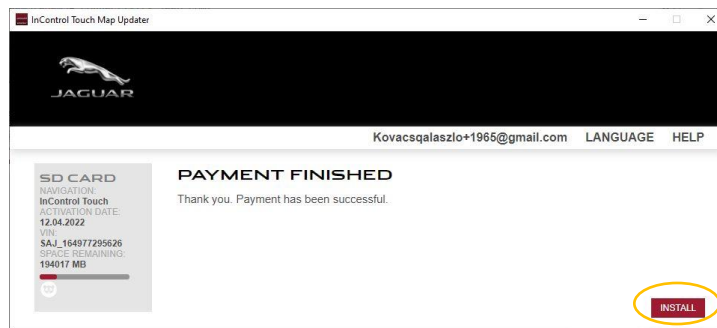 InControl Touch Map Updater
JAGUAR
Kovacsqalaszlo+1965@gmail.com LANGUAGE HELP
SD CARD
NAVIGATION:
InControl Touch
ACTIVATION DATE:
12.04.2022
VIN:
SAJ_164977295626
SPACE REMAINING:
194017 MB
PAYMENT FINISHED
Thank you. Payment has been successful.
INSTALL